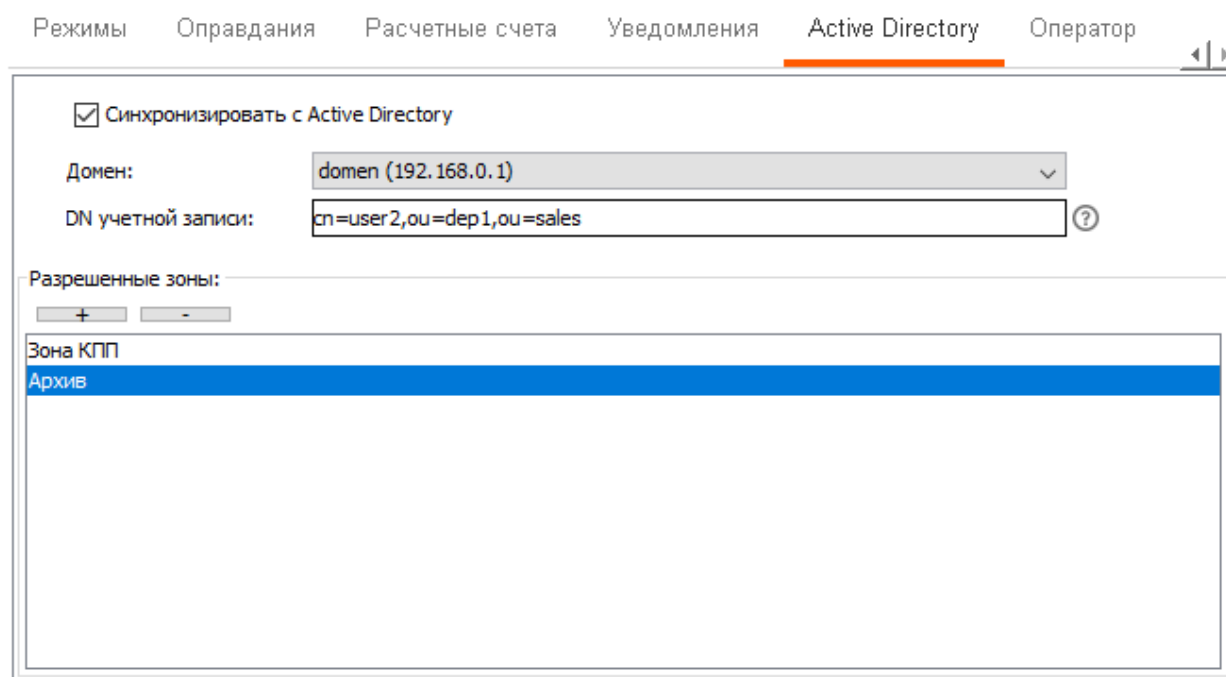 Режимы Оправдания Расчетные счета Уведомления Active Directory Оператор
Синхронизировать с Active Directory
Домен: domen (192.168.0.1)
DN учетной записи: cn=user2,ou=dep1,ou=sales ?
Разрешенные зоны:
+ -
Зона КПП
Архив